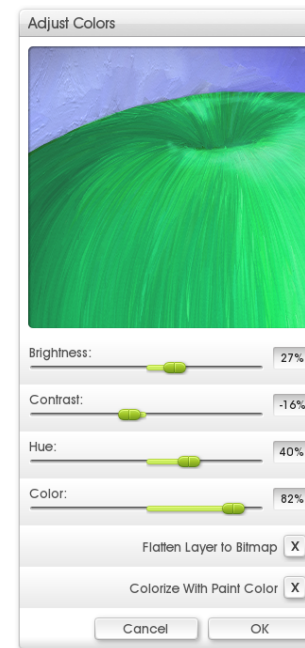 Adjust Colors
Brightness: 27%
Contrast: -16%
Hue: 40%
Color: 82%
Flatten Layer to Bitmap X
Colorize With Paint Color X
Cancel OK